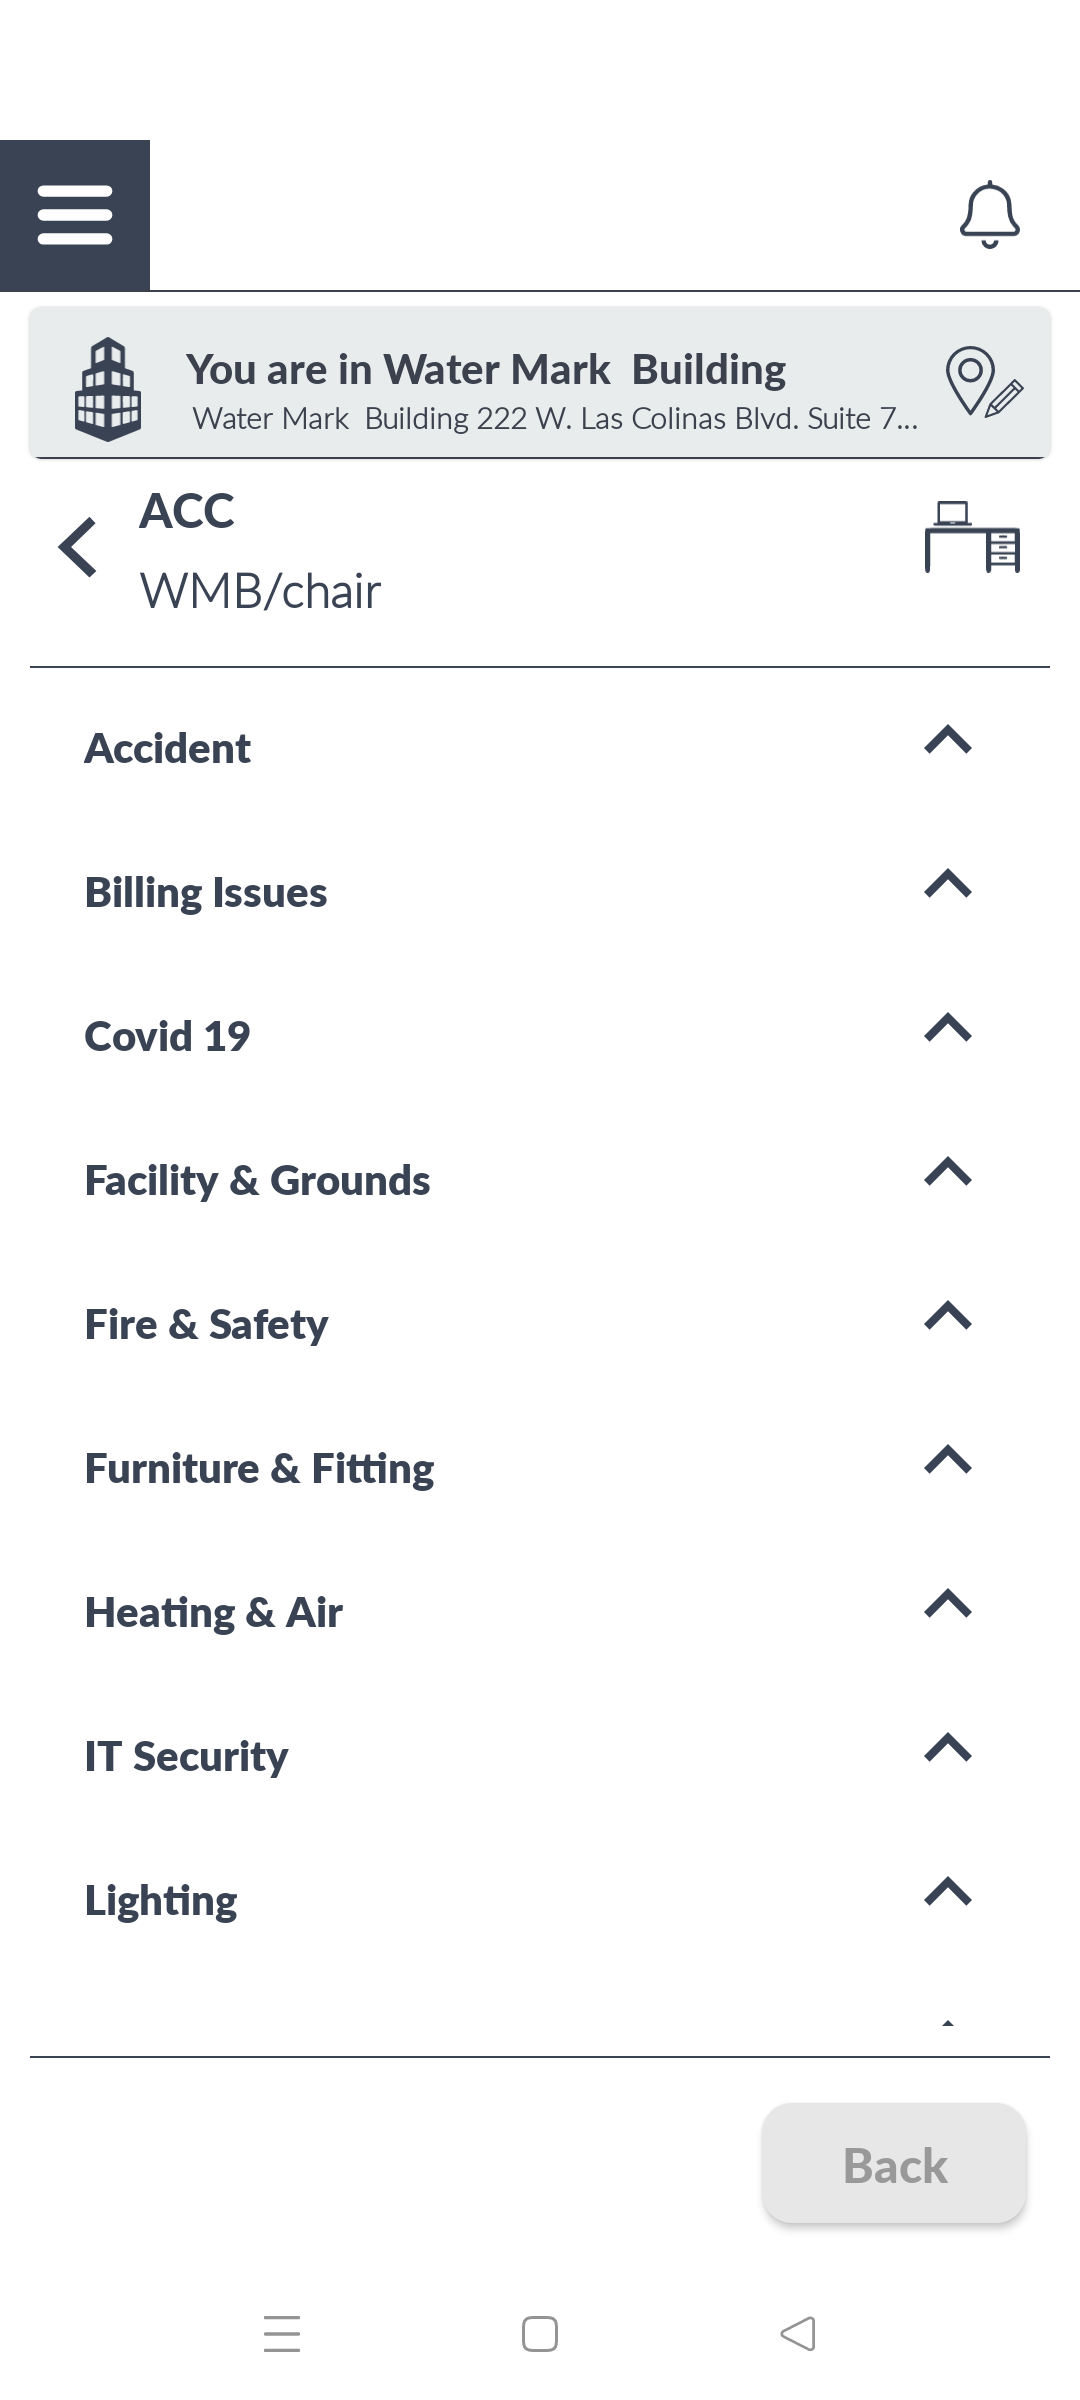 You are in Water Mark  Building
Water Mark  Building 222 W. Las Colinas Blvd. Suite 7...
ACC
WMB/chair
Accident
Billing Issues
Covid 19
Facility & Grounds
Fire & Safety
Furniture & Fitting
Heating & Air
IT Security
Lighting
Back